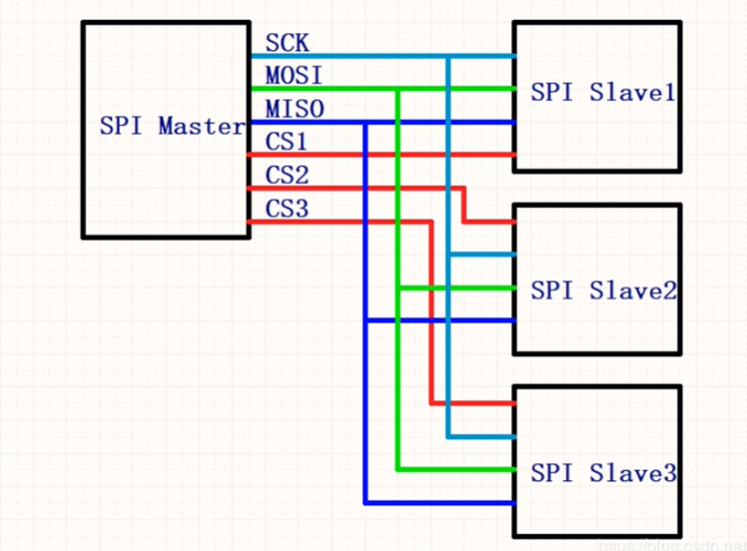 SCK
MOSI
MISO
CS1
CS2
CS3
SPI Master
SPI Slave1
SPI Slave2
SPI Slave3
https://blog.csdn.net